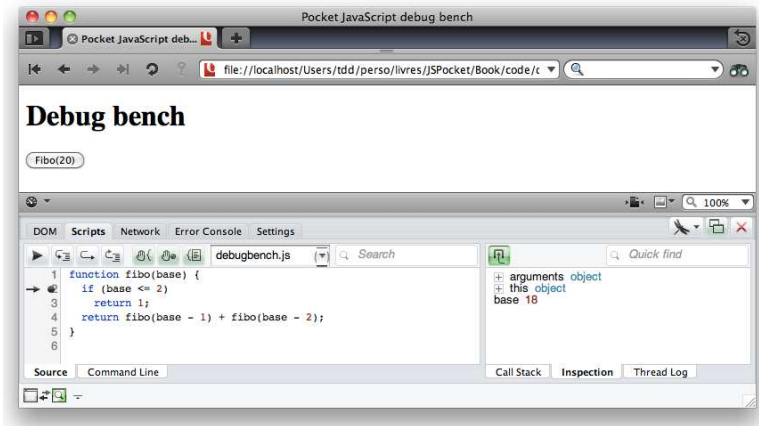 Pocket JavaScript debug bench
Pocket JavaScript deb...
file://localhost/Users/tdd/perso/livres/JSPocket/Book/code/c
Debug bench
Fibo(20)
100%
DOM Scripts Network Error Console Settings
debugbench.js Search Quick find
1 function fibo(base) {
2 if (base <= 2)
3 return 1;
4 return fibo(base - 1) + fibo(base - 2);
5 }
6
arguments object
this object
base 18
Source Command Line
Call Stack Inspection Thread Log